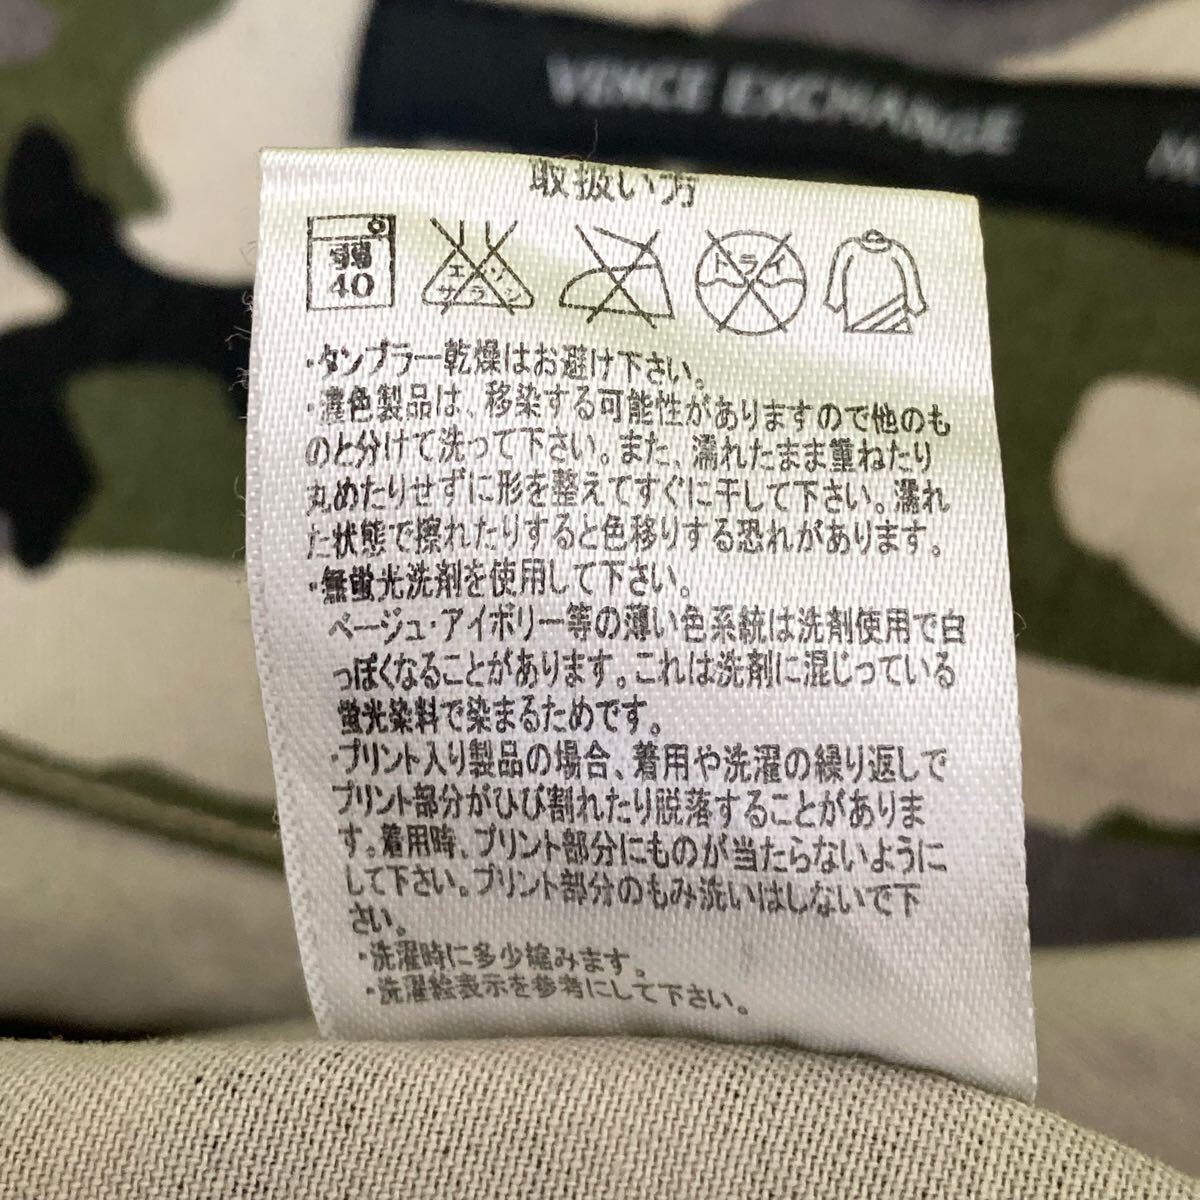 VINCE EXCHANGE
取扱い方
弱
40
エンソ
サラシ
ドライ
・タンブラー乾燥はお避け下さい。
・濃色製品は、移染する可能性がありますので他のも
のと分けて洗って下さい。また、濡れたまま重ねたり
丸めたりせずに形を整えてすぐに干して下さい。濡れ
た状態で擦れたりすると色移りする恐れがあります。
・無蛍光洗剤を使用して下さい。
ベージュ・アイボリー等の薄い色系統は洗剤使用で白
っぽくなることがあります。これは洗剤に混じっている
蛍光染料で染まるためです。
・プリント入り製品の場合、着用や洗濯の繰り返しで
プリント部分がひび割れたり脱落することがありま
す。着用時、プリント部分にものが当たらないように
して下さい。プリント部分のもみ洗いはしないで下
さい。
・洗濯時に多少縮みます。
・洗濯絵表示を参考にして下さい。